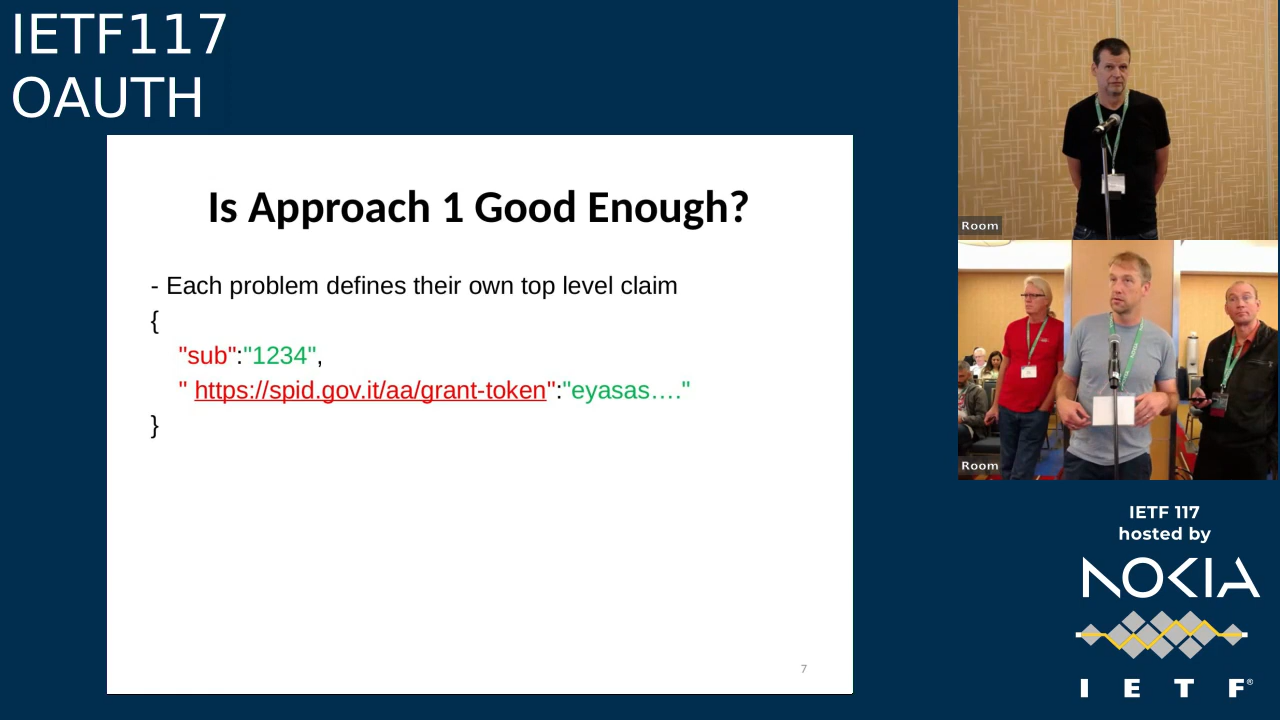 IETF117
OAUTH
Is Approach 1 Good Enough?
- Each problem defines their own top level claim
{
"sub":"1234",
" https://spid.gov.it/aa/grant-token":"eyasas…."
}
7
Room
Room
IETF 117
hosted by
NOKIA
I E T F®